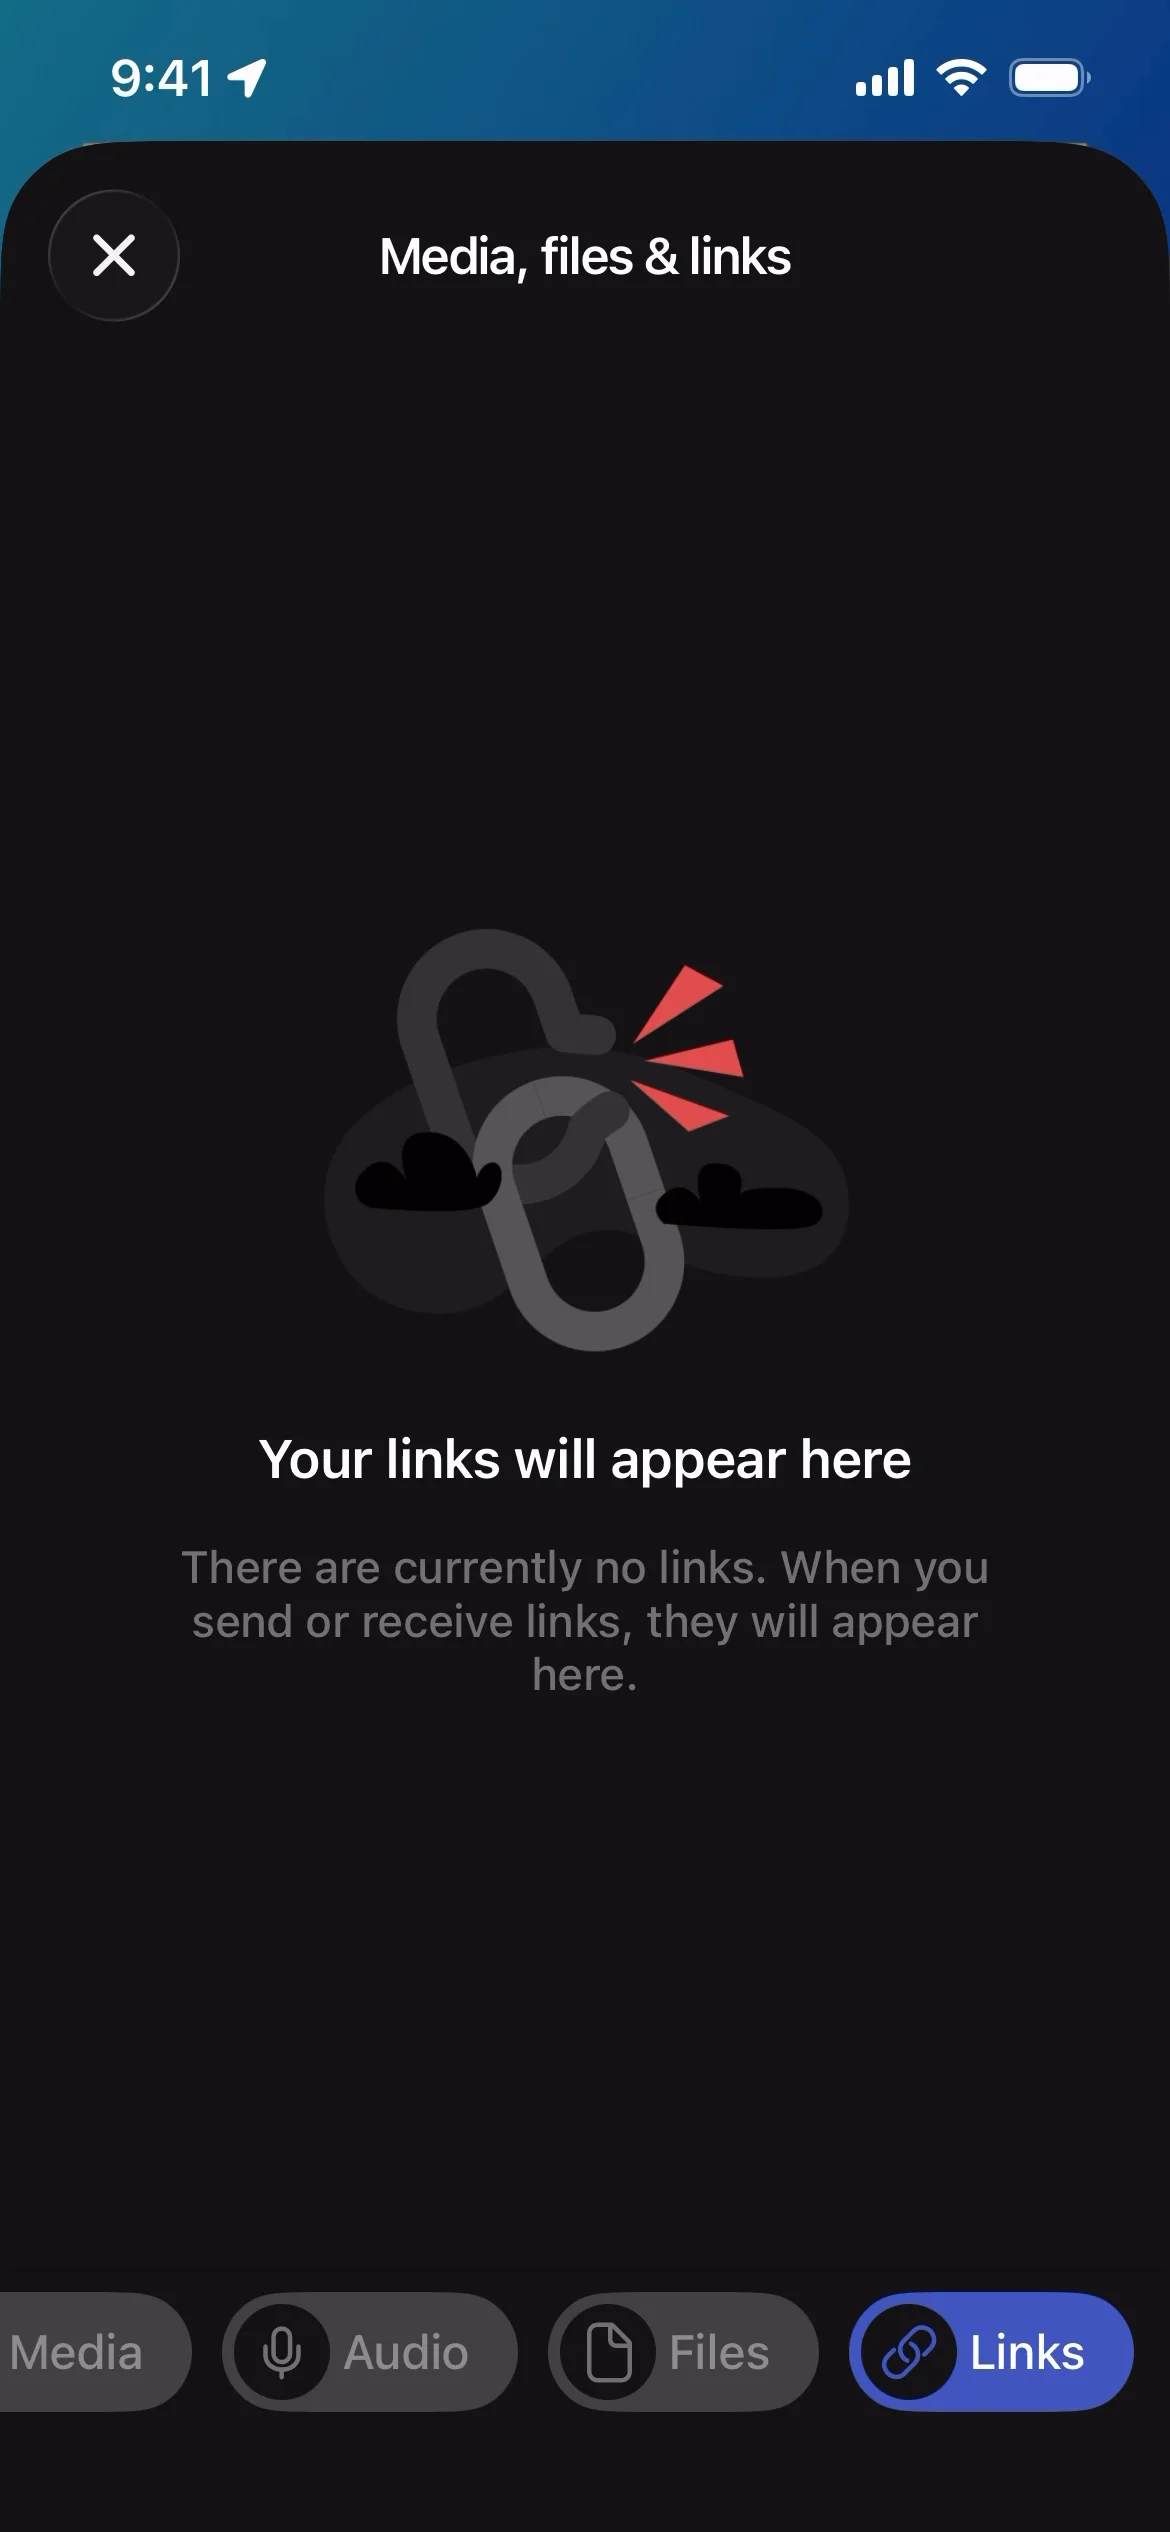 9:41
Media, files & links
Your links will appear here
There are currently no links. When you
send or receive links, they will appear
here.
Media
Audio
Files
Links